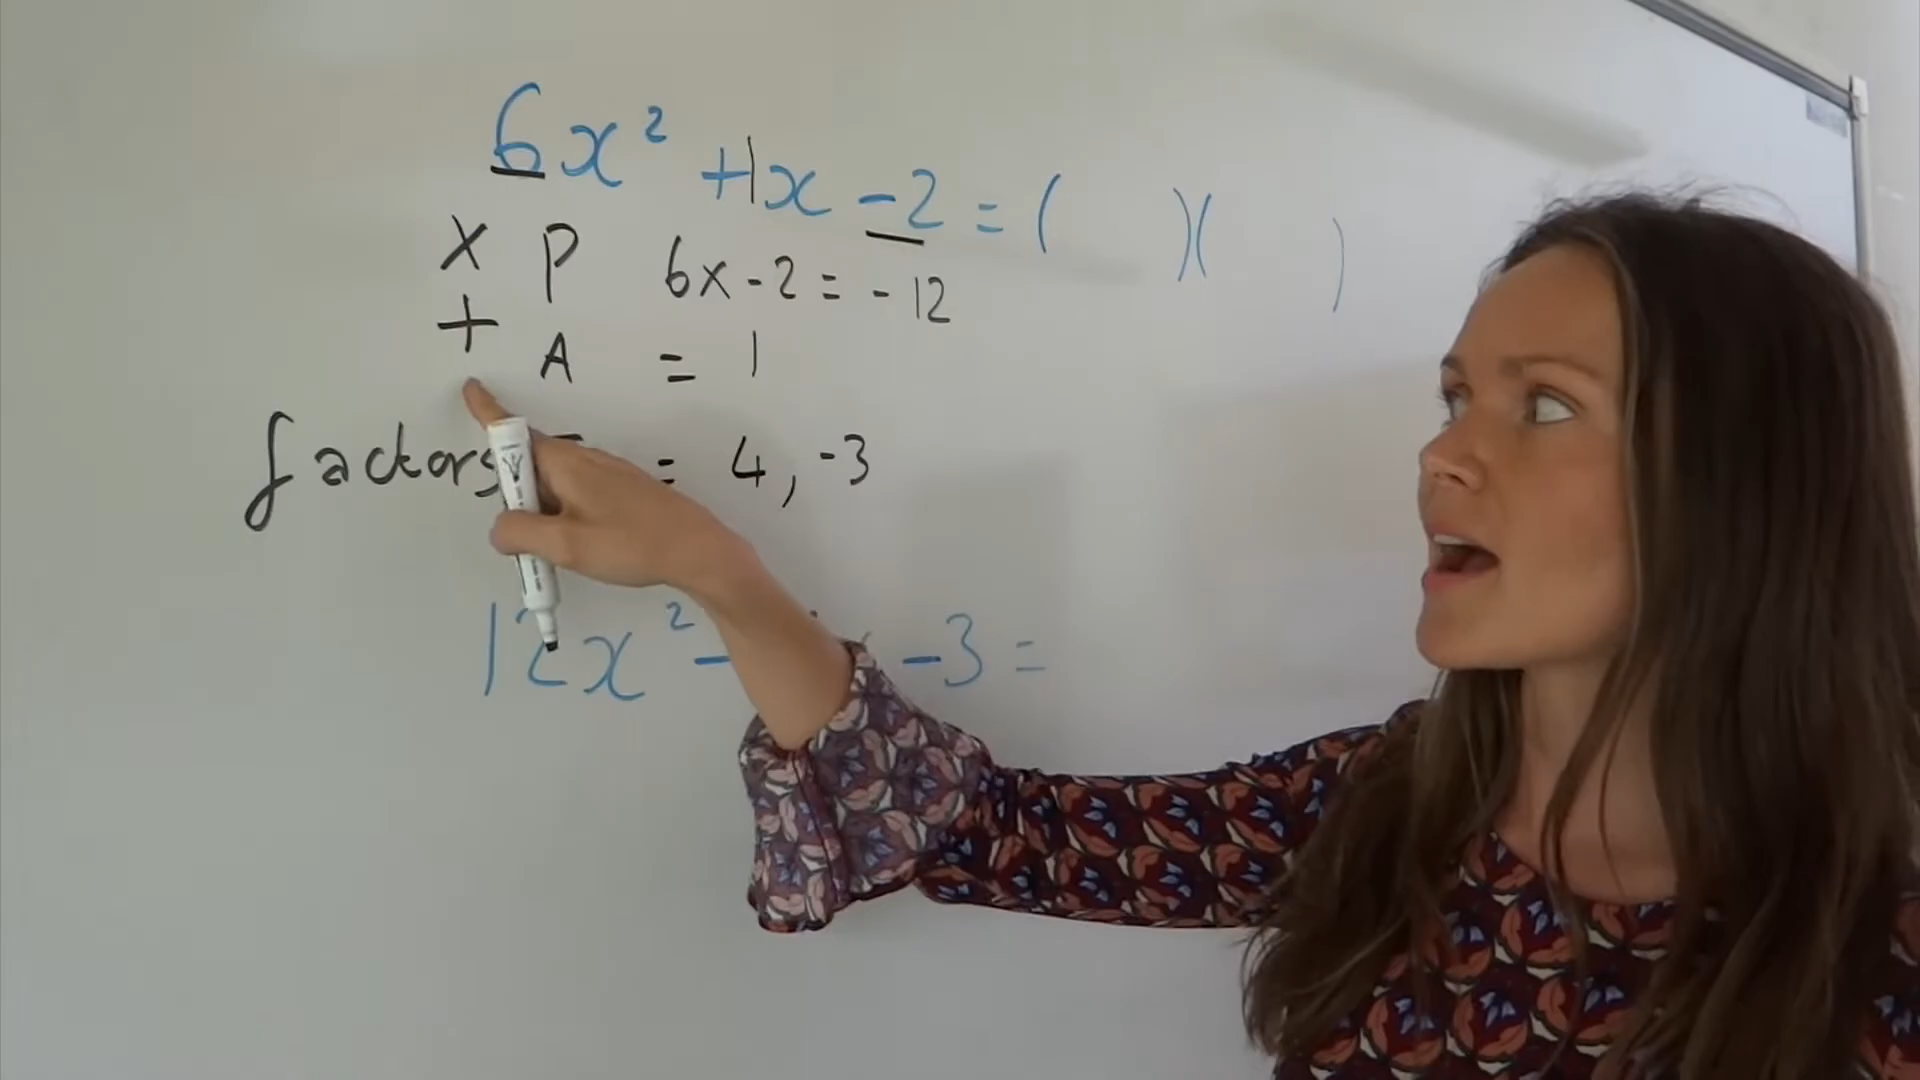 6x² +1x -2 = ( )( )
x P 6x-2 = -12
+ A = 1
factors = 4, -3
12x² - -3 =